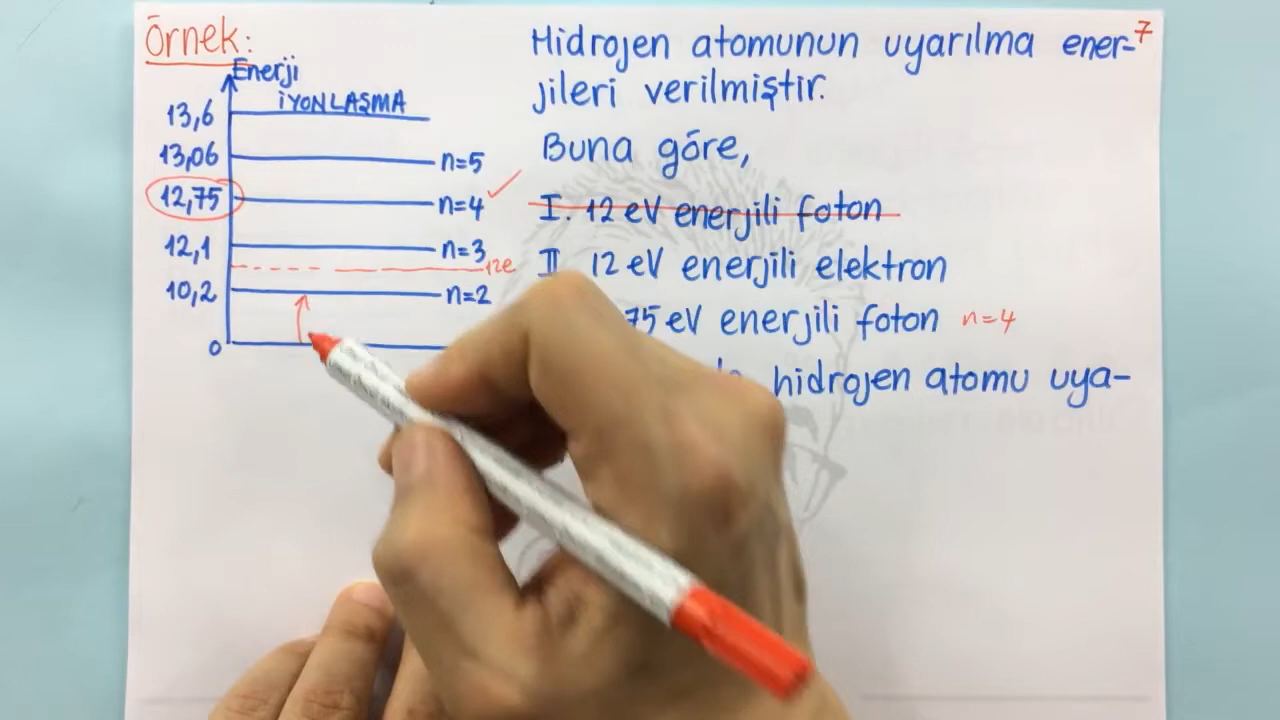 Örnek:
Enerji
İYONLAŞMA
13,6
13,06 n=5
12,75 n=4
12,1 n=3
12e
10,2 n=2
0
7
Hidrojen atomunun uyarılma ener-
jileri verilmiştir.
Buna göre,
I. 12 eV enerjili foton
II 12 eV enerjili elektron
75 eV enerjili foton n=4
hidrojen atomu uya-